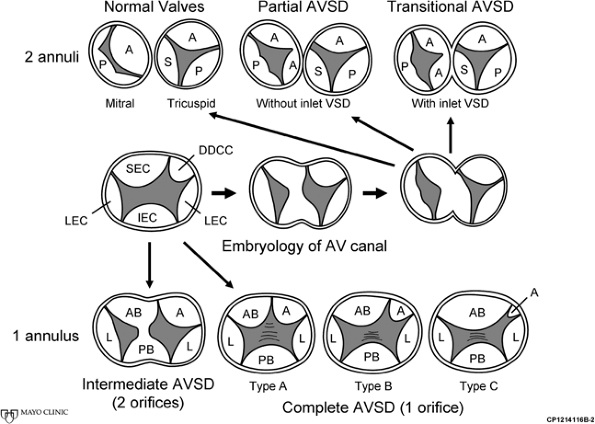 Normal Valves Partial AVSD Transitional AVSD
2 annuli
A A A A A A
P S P P A S P P A S P
Mitral Tricuspid Without inlet VSD With inlet VSD
DDCC
SEC
LEC IEC LEC
Embryology of AV canal
A
AB A AB A AB A AB
1 annulus
L L L L L L L L
PB PB PB PB
Intermediate AVSD
(2 orifices)
Type A Type B Type C
Complete AVSD (1 orifice)
MAYO CLINIC
CP1214116B-2